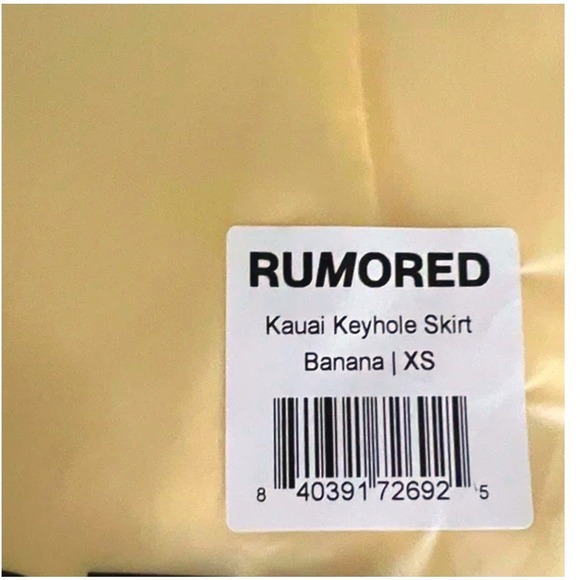 RUMORED
Kauai Keyhole Skirt
Banana | XS
8 40391 72692 5